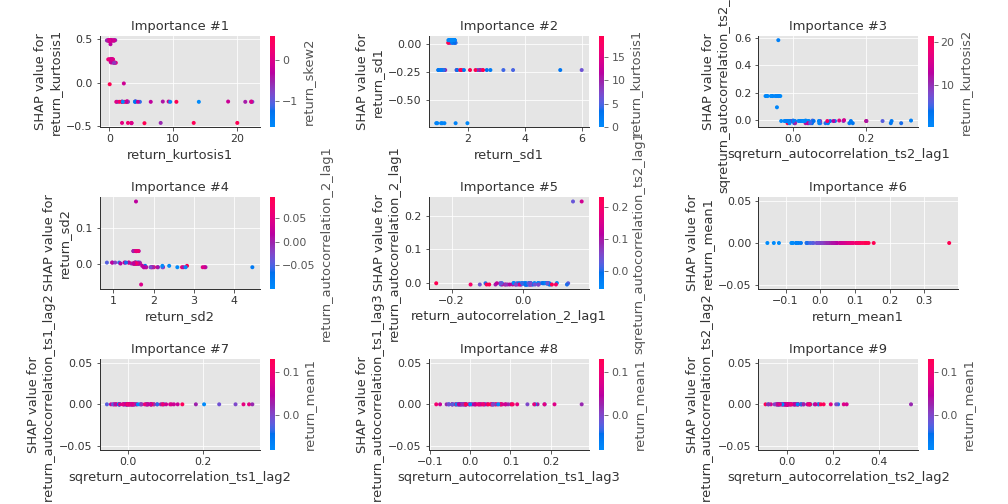 Importance #1
SHAP value for
return_kurtosis1
0.5
0.0
−0.5
0
10
20
return_kurtosis1
0
−1
return_skew2
Importance #2
SHAP value for
return_sd1
0.00
−0.25
−0.50
2
4
6
return_sd1
15
10
5
0
return_kurtosis1
Importance #3
SHAP value for
sqreturn_autocorrelation_ts2_
0.6
0.4
0.2
0.0
0.0
0.2
sqreturn_autocorrelation_ts2_lag1
20
10
return_kurtosis2
Importance #4
SHAP value for
return_sd2
0.1
0.0
1
2
3
4
return_sd2
0.05
0.00
−0.05
return_autocorrelation_2_lag1
Importance #5
SHAP value for
return_autocorrelation_2_lag1
0.2
0.1
0.0
−0.2
0.0
return_autocorrelation_2_lag1
0.2
0.1
0.0
sqreturn_autocorrelation_ts2_lag1
Importance #6
SHAP value for
return_mean1
0.05
0.00
−0.05
−0.1
0.0
0.1
0.2
0.3
return_mean1
Importance #7
SHAP value for
return_autocorrelation_ts1_lag2
0.05
0.00
−0.05
0.0
0.2
sqreturn_autocorrelation_ts1_lag2
0.1
0.0
return_mean1
Importance #8
SHAP value for
return_autocorrelation_ts1_lag3
0.05
0.00
−0.05
−0.1
0.0
0.1
0.2
sqreturn_autocorrelation_ts1_lag3
0.1
0.0
return_mean1
Importance #9
SHAP value for
return_autocorrelation_ts2_lag2
0.05
0.00
−0.05
0.0
0.2
0.4
sqreturn_autocorrelation_ts2_lag2
0.1
0.0
return_mean1